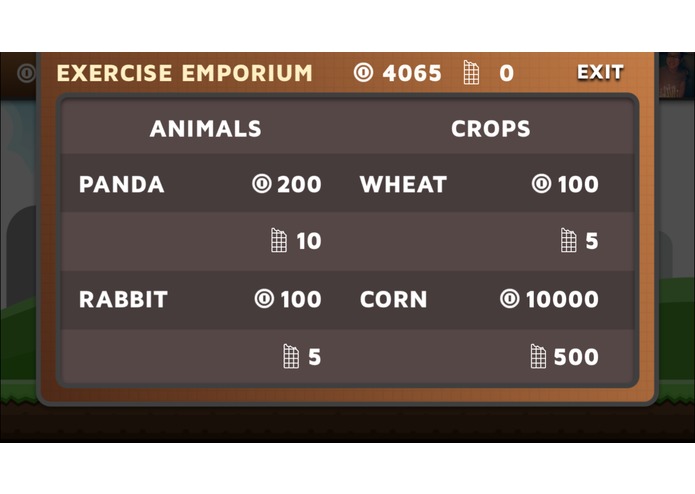 EXERCISE EMPORIUM 4065 0 EXIT
ANIMALS CROPS
PANDA 200 WHEAT 100
10 5
RABBIT 100 CORN 10000
5 500